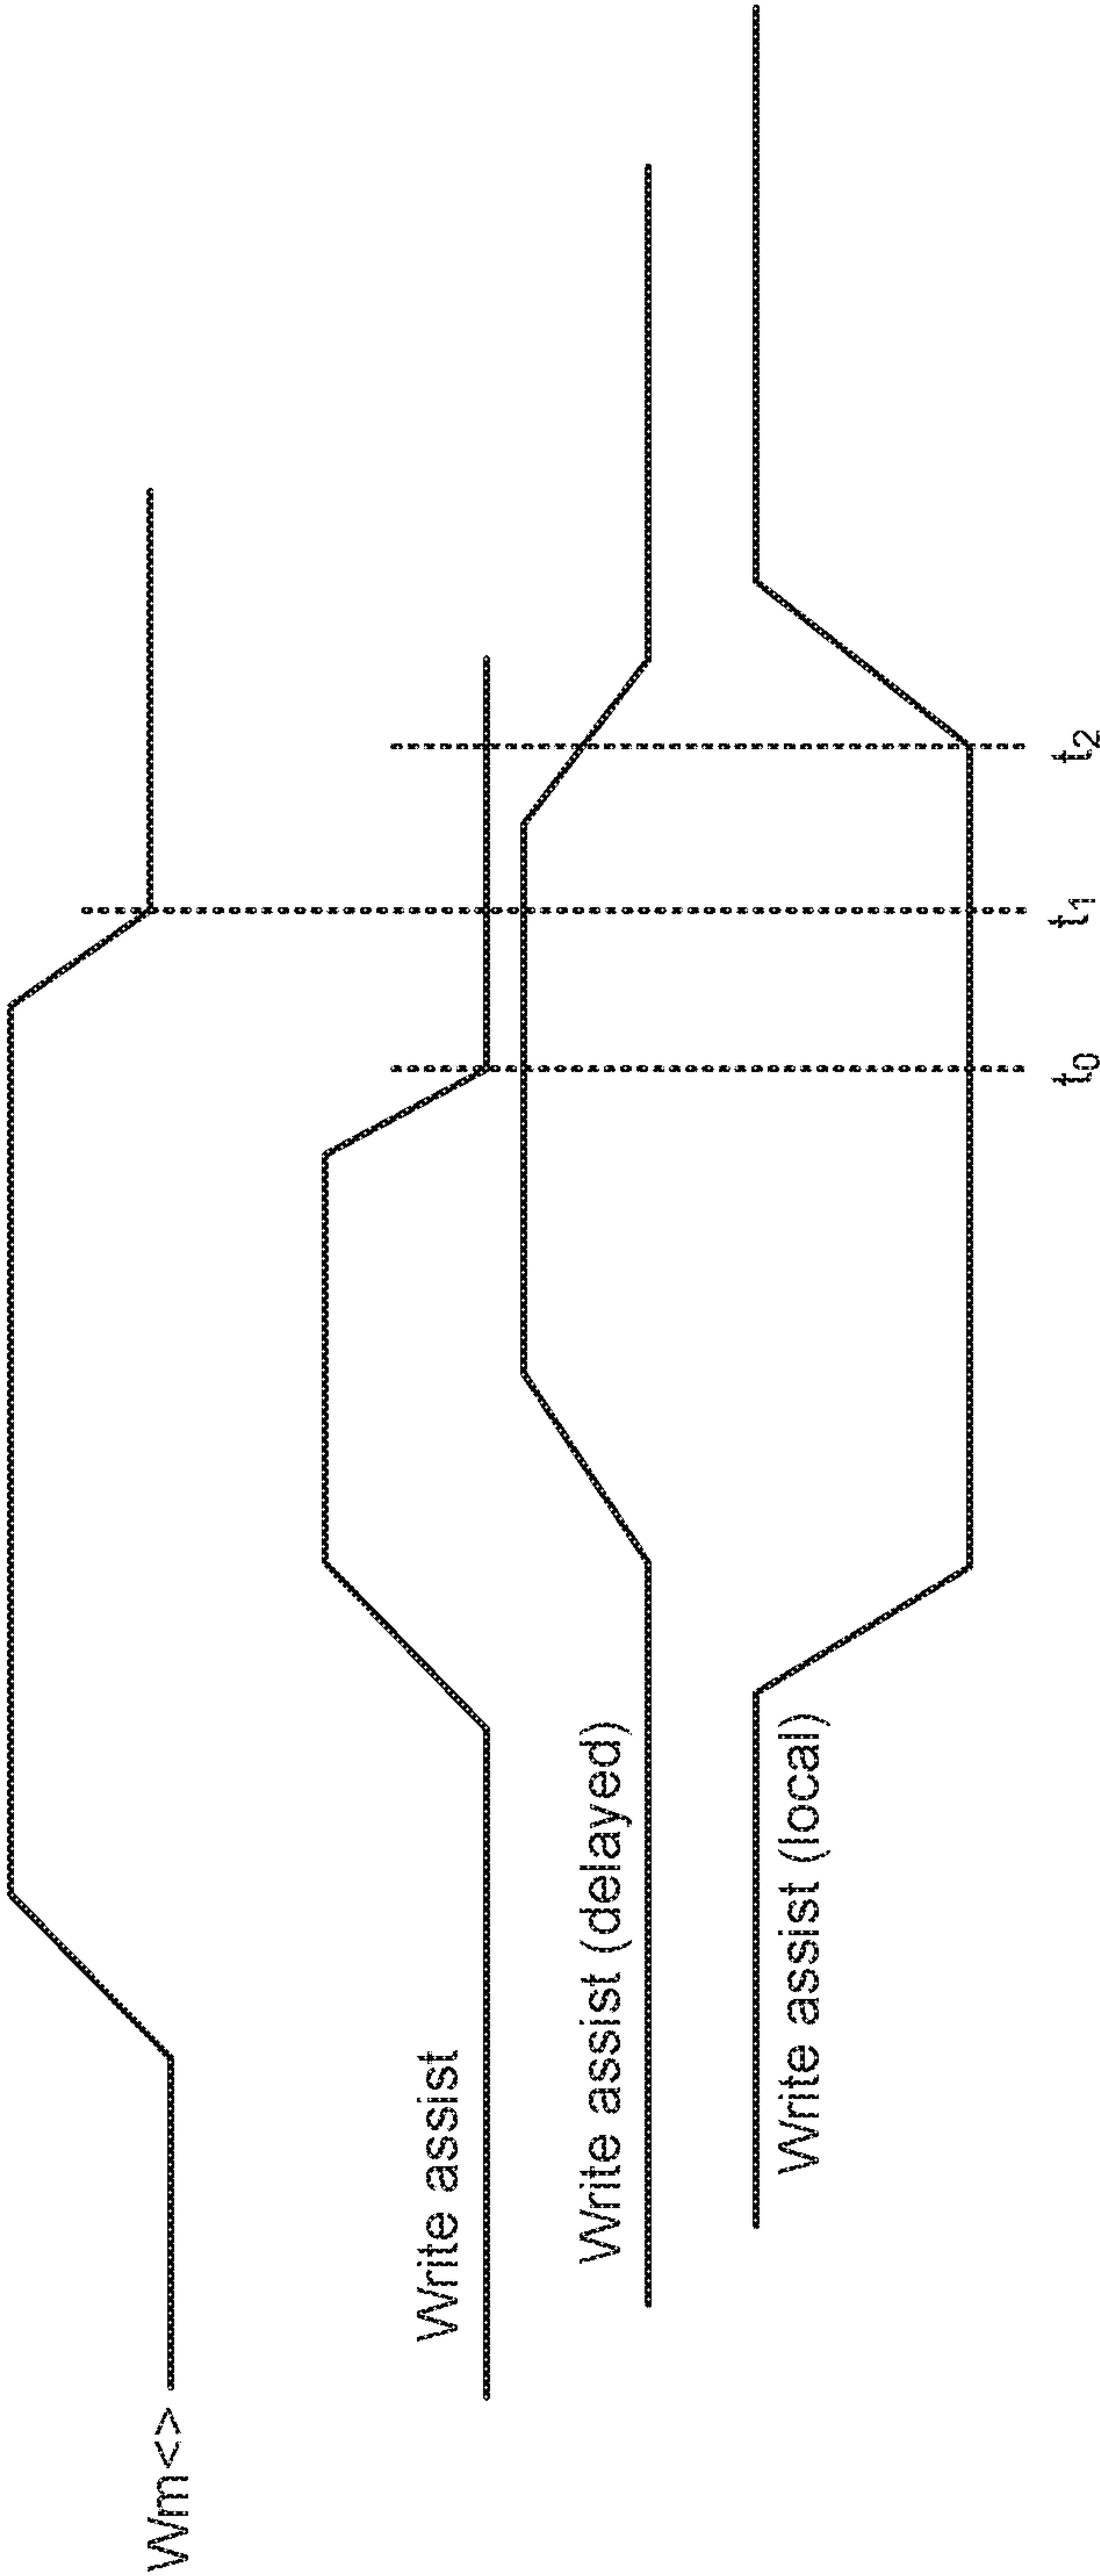 Wm<>
Write assist
Write assist (delayed)
Write assist (local)
t0
t1
t2